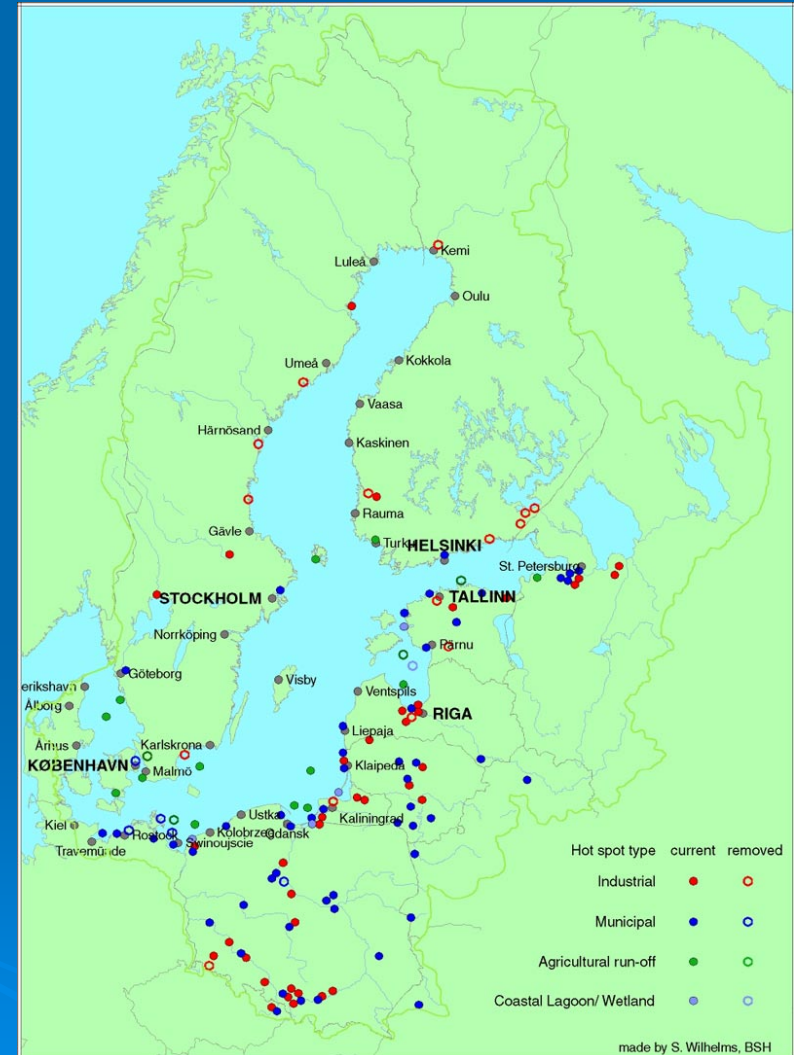 Kemi
Luleå
Oulu
Umeå
Kokkola
Vaasa
Härnösand
Kaskinen
Rauma
Gävle
Turku
HELSINKI
St. Petersburg
STOCKHOLM
TALLINN
Norrköping
Pärnu
Göteborg
Visby
erikshavn
Ventspils
Ålborg
RIGA
Liepaja
Århus
Karlskrona
KØBENHAVN
Malmö
Klaipeda
Ustka
Kaliningrad
Kiel
Rostock
Kolobrzeg
Gdansk
Travemünde
Swinoujscie
Hot spot type current removed
Industrial
Municipal
Agricultural run-off
Coastal Lagoon/ Wetland
made by S. Wilhelms, BSH